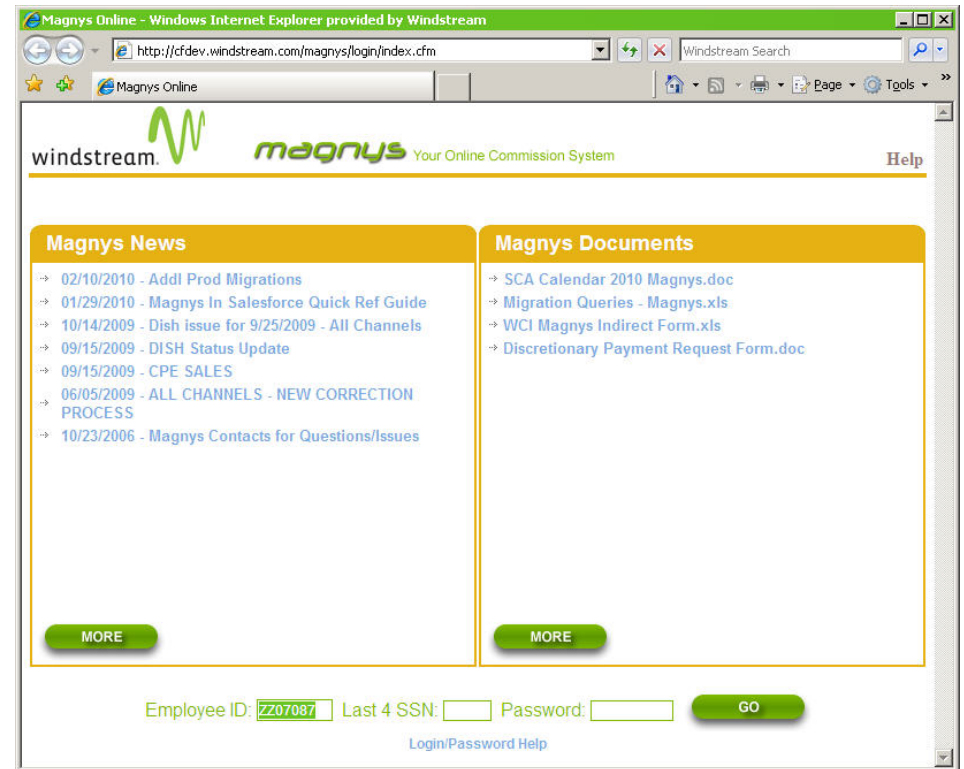 Magnys Online - Windows Internet Explorer provided by Windstream
http://cfdev.windstream.com/magnys/login/index.cfm
Windstream Search
Magnys Online
Page
Tools
windstream.
magnys Your Online Commission System
Help
Magnys News
02/10/2010 - Addl Prod Migrations
01/29/2010 - Magnys In Salesforce Quick Ref Guide
10/14/2009 - Dish issue for 9/25/2009 - All Channels
09/15/2009 - DISH Status Update
09/15/2009 - CPE SALES
06/05/2009 - ALL CHANNELS - NEW CORRECTION
PROCESS
10/23/2006 - Magnys Contacts for Questions/Issues
MORE
Magnys Documents
SCA Calendar 2010 Magnys.doc
Migration Queries - Magnys.xls
WCI Magnys Indirect Form.xls
Discretionary Payment Request Form.doc
MORE
Employee ID: ZZ07087 Last 4 SSN: Password: GO
Login/Password Help